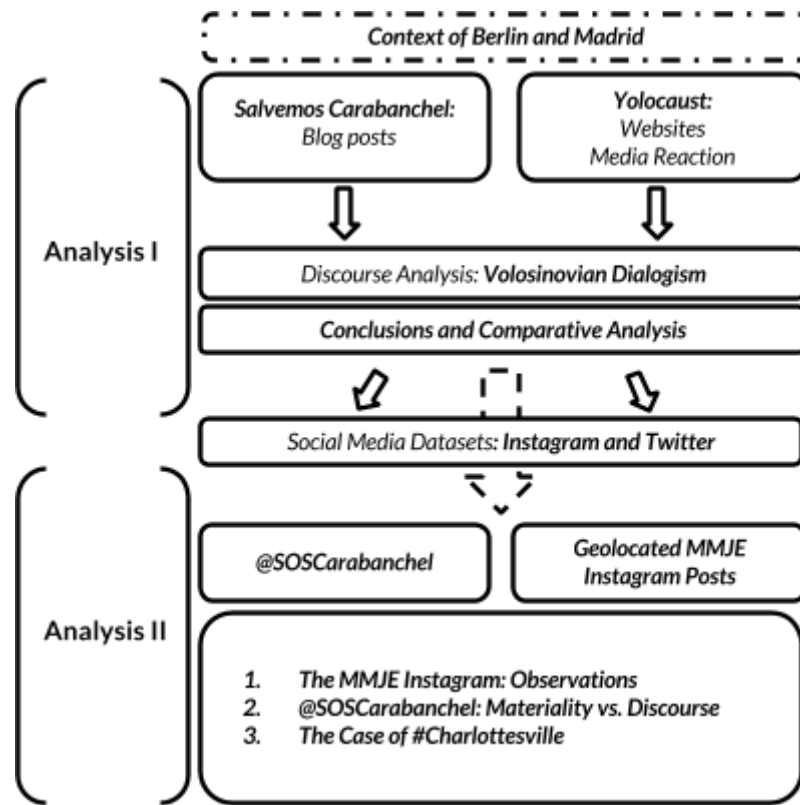 Context of Berlin and Madrid
Salvemos Carabanchel:
Blog posts
Yolocaust:
Websites
Media Reaction
Analysis I
Discourse Analysis: Volosinovian Dialogism
Conclusions and Comparative Analysis
Social Media Datasets: Instagram and Twitter
@SOSCarabanchel
Geolocated MMJE
Instagram Posts
Analysis II
1. The MMJE Instagram: Observations
2. @SOSCarabanchel: Materiality vs. Discourse
3. The Case of #Charlottesville